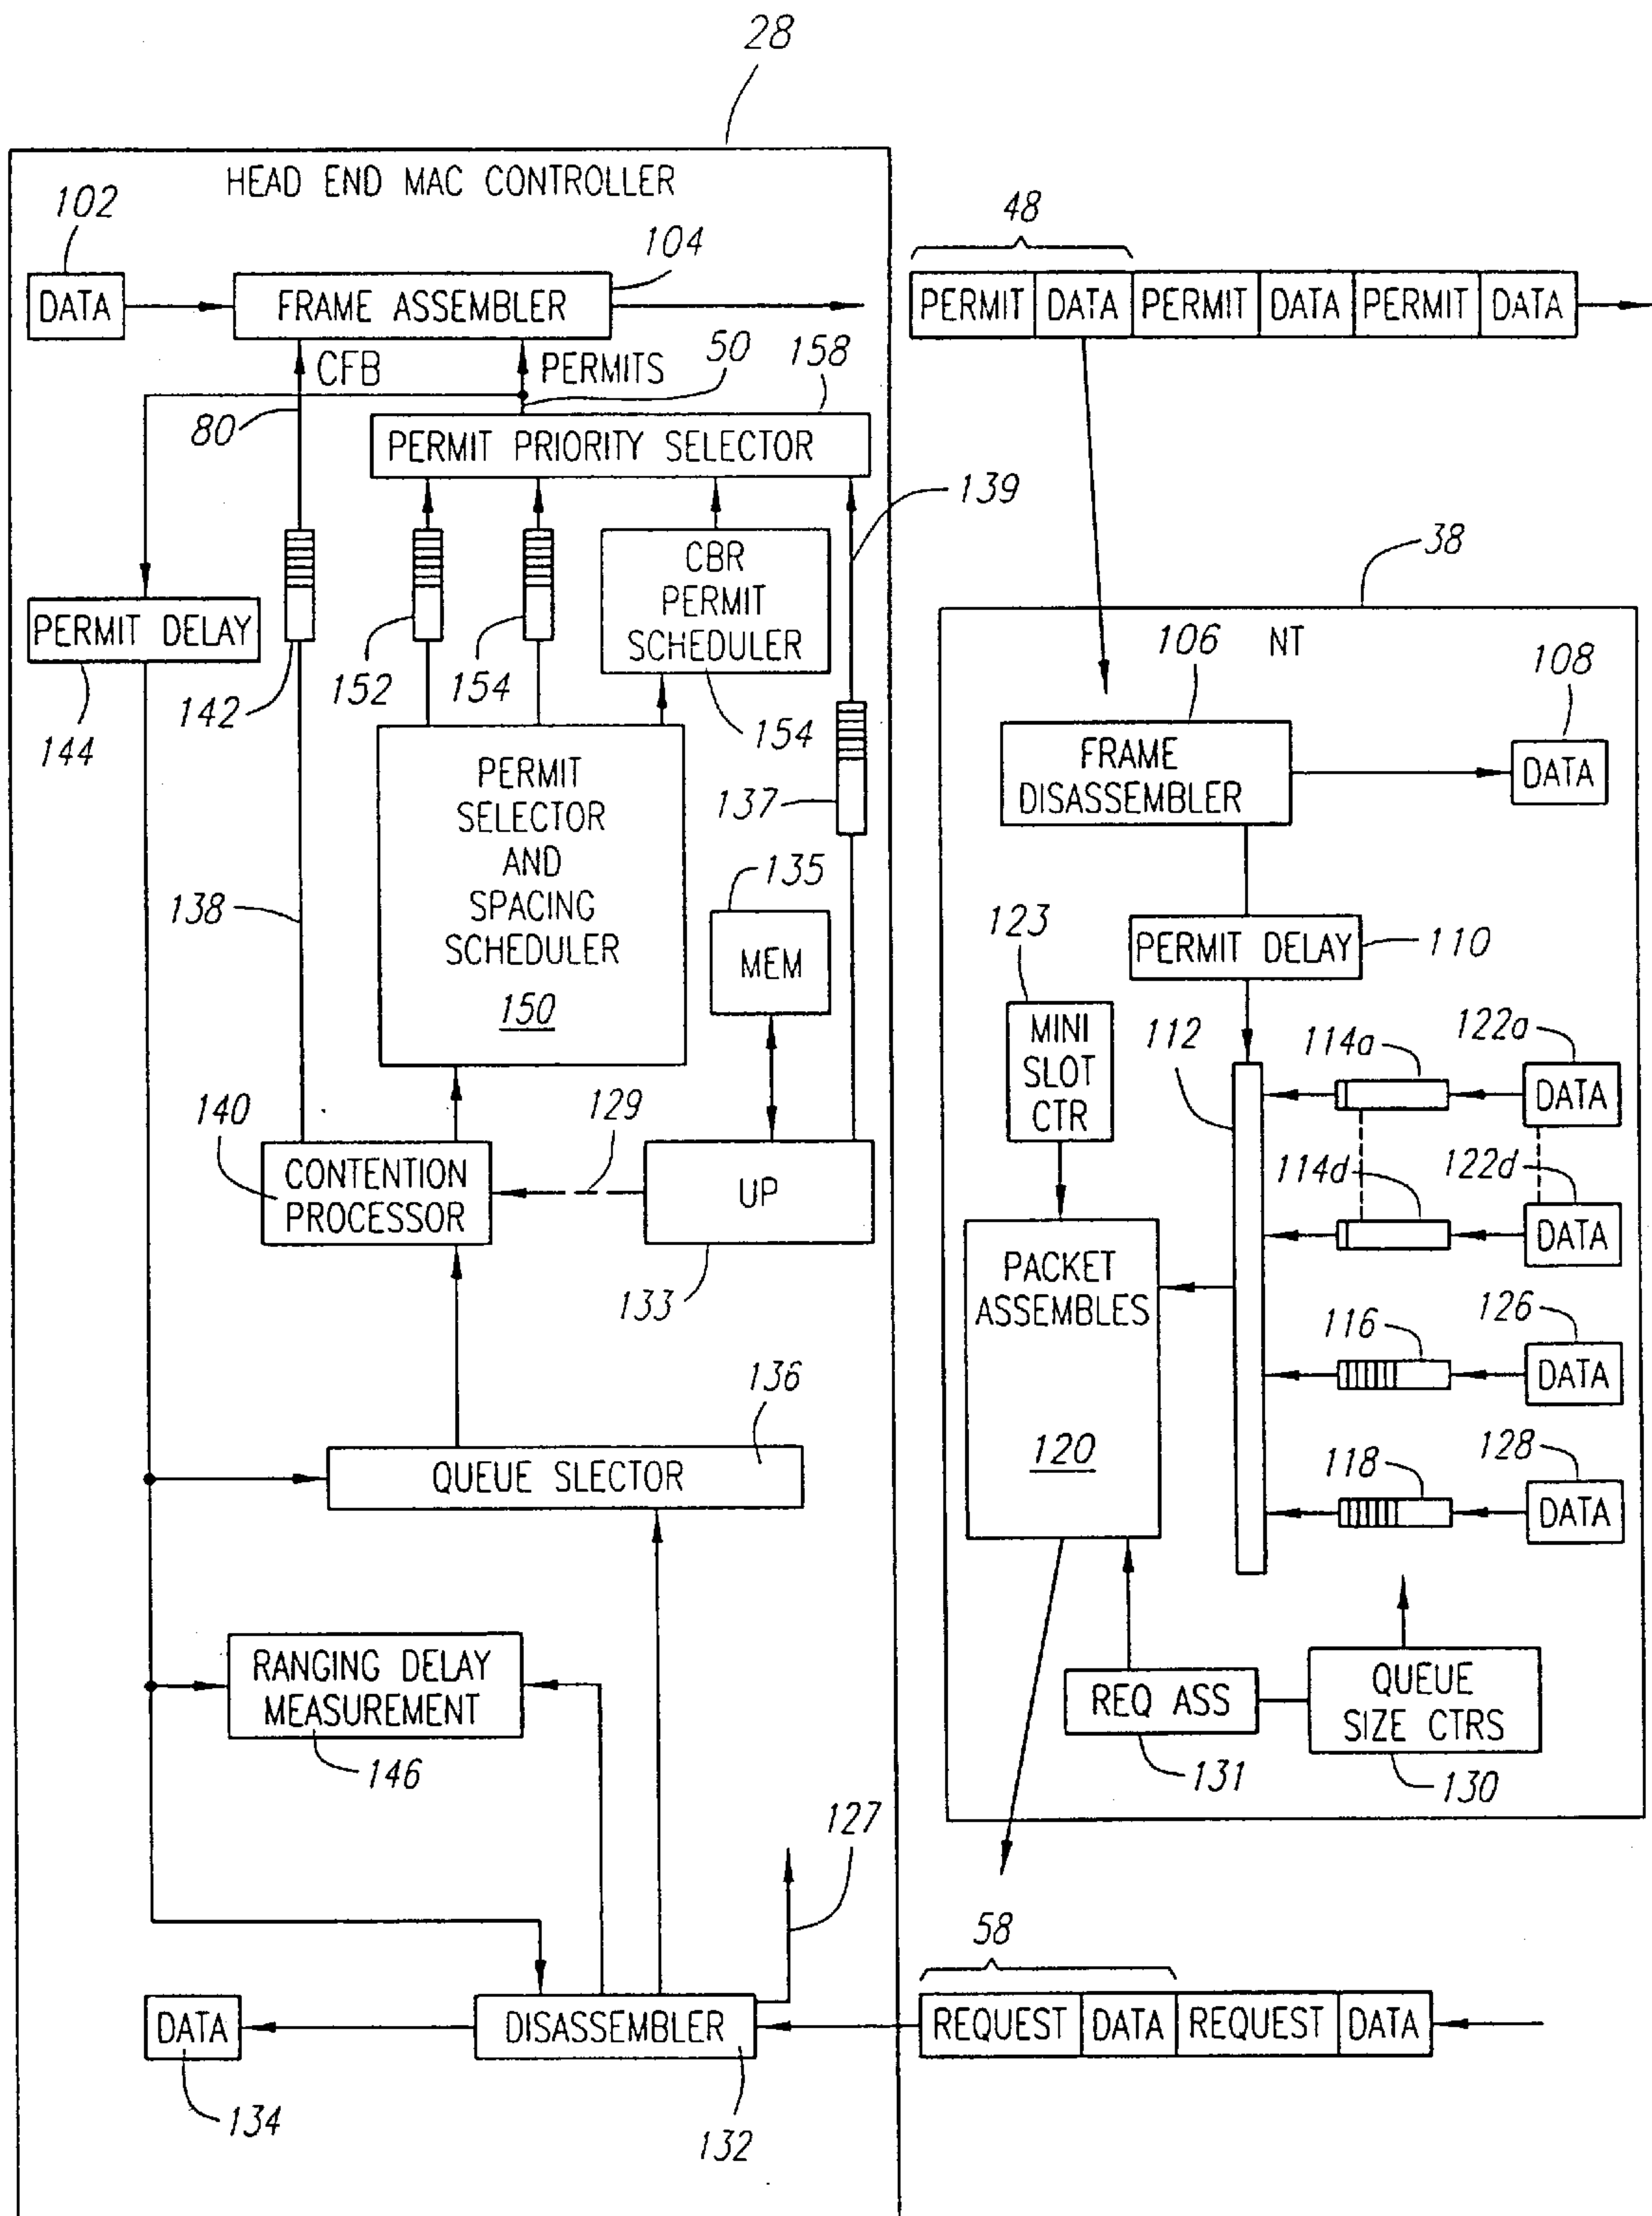 28
HEAD END MAC CONTROLLER
102
104
48
DATA
FRAME ASSEMBLER
PERMIT DATA PERMIT DATA PERMIT DATA
CFB
PERMITS
50
158
80
PERMIT PRIORITY SELECTOR
139
38
CBR
PERMIT
SCHEDULER
PERMIT DELAY
142
152
154
154
144
106
NT
108
PERMIT
SELECTOR
AND
SPACING
SCHEDULER
150
137
FRAME
DISASSEMBLER
DATA
138
135
MEM
123
PERMIT DELAY
110
MINI
SLOT
CTR
112
114a
122a
DATA
140
129
114d
122d
CONTENTION
PROCESSOR
UP
DATA
133
PACKET
ASSEMBLES
120
116
126
DATA
136
118
128
QUEUE SLECTOR
DATA
RANGING DELAY
MEASUREMENT
REQ ASS
QUEUE
SIZE CTRS
146
131
130
127
58
DATA
DISASSEMBLER
REQUEST DATA REQUEST DATA
134
132